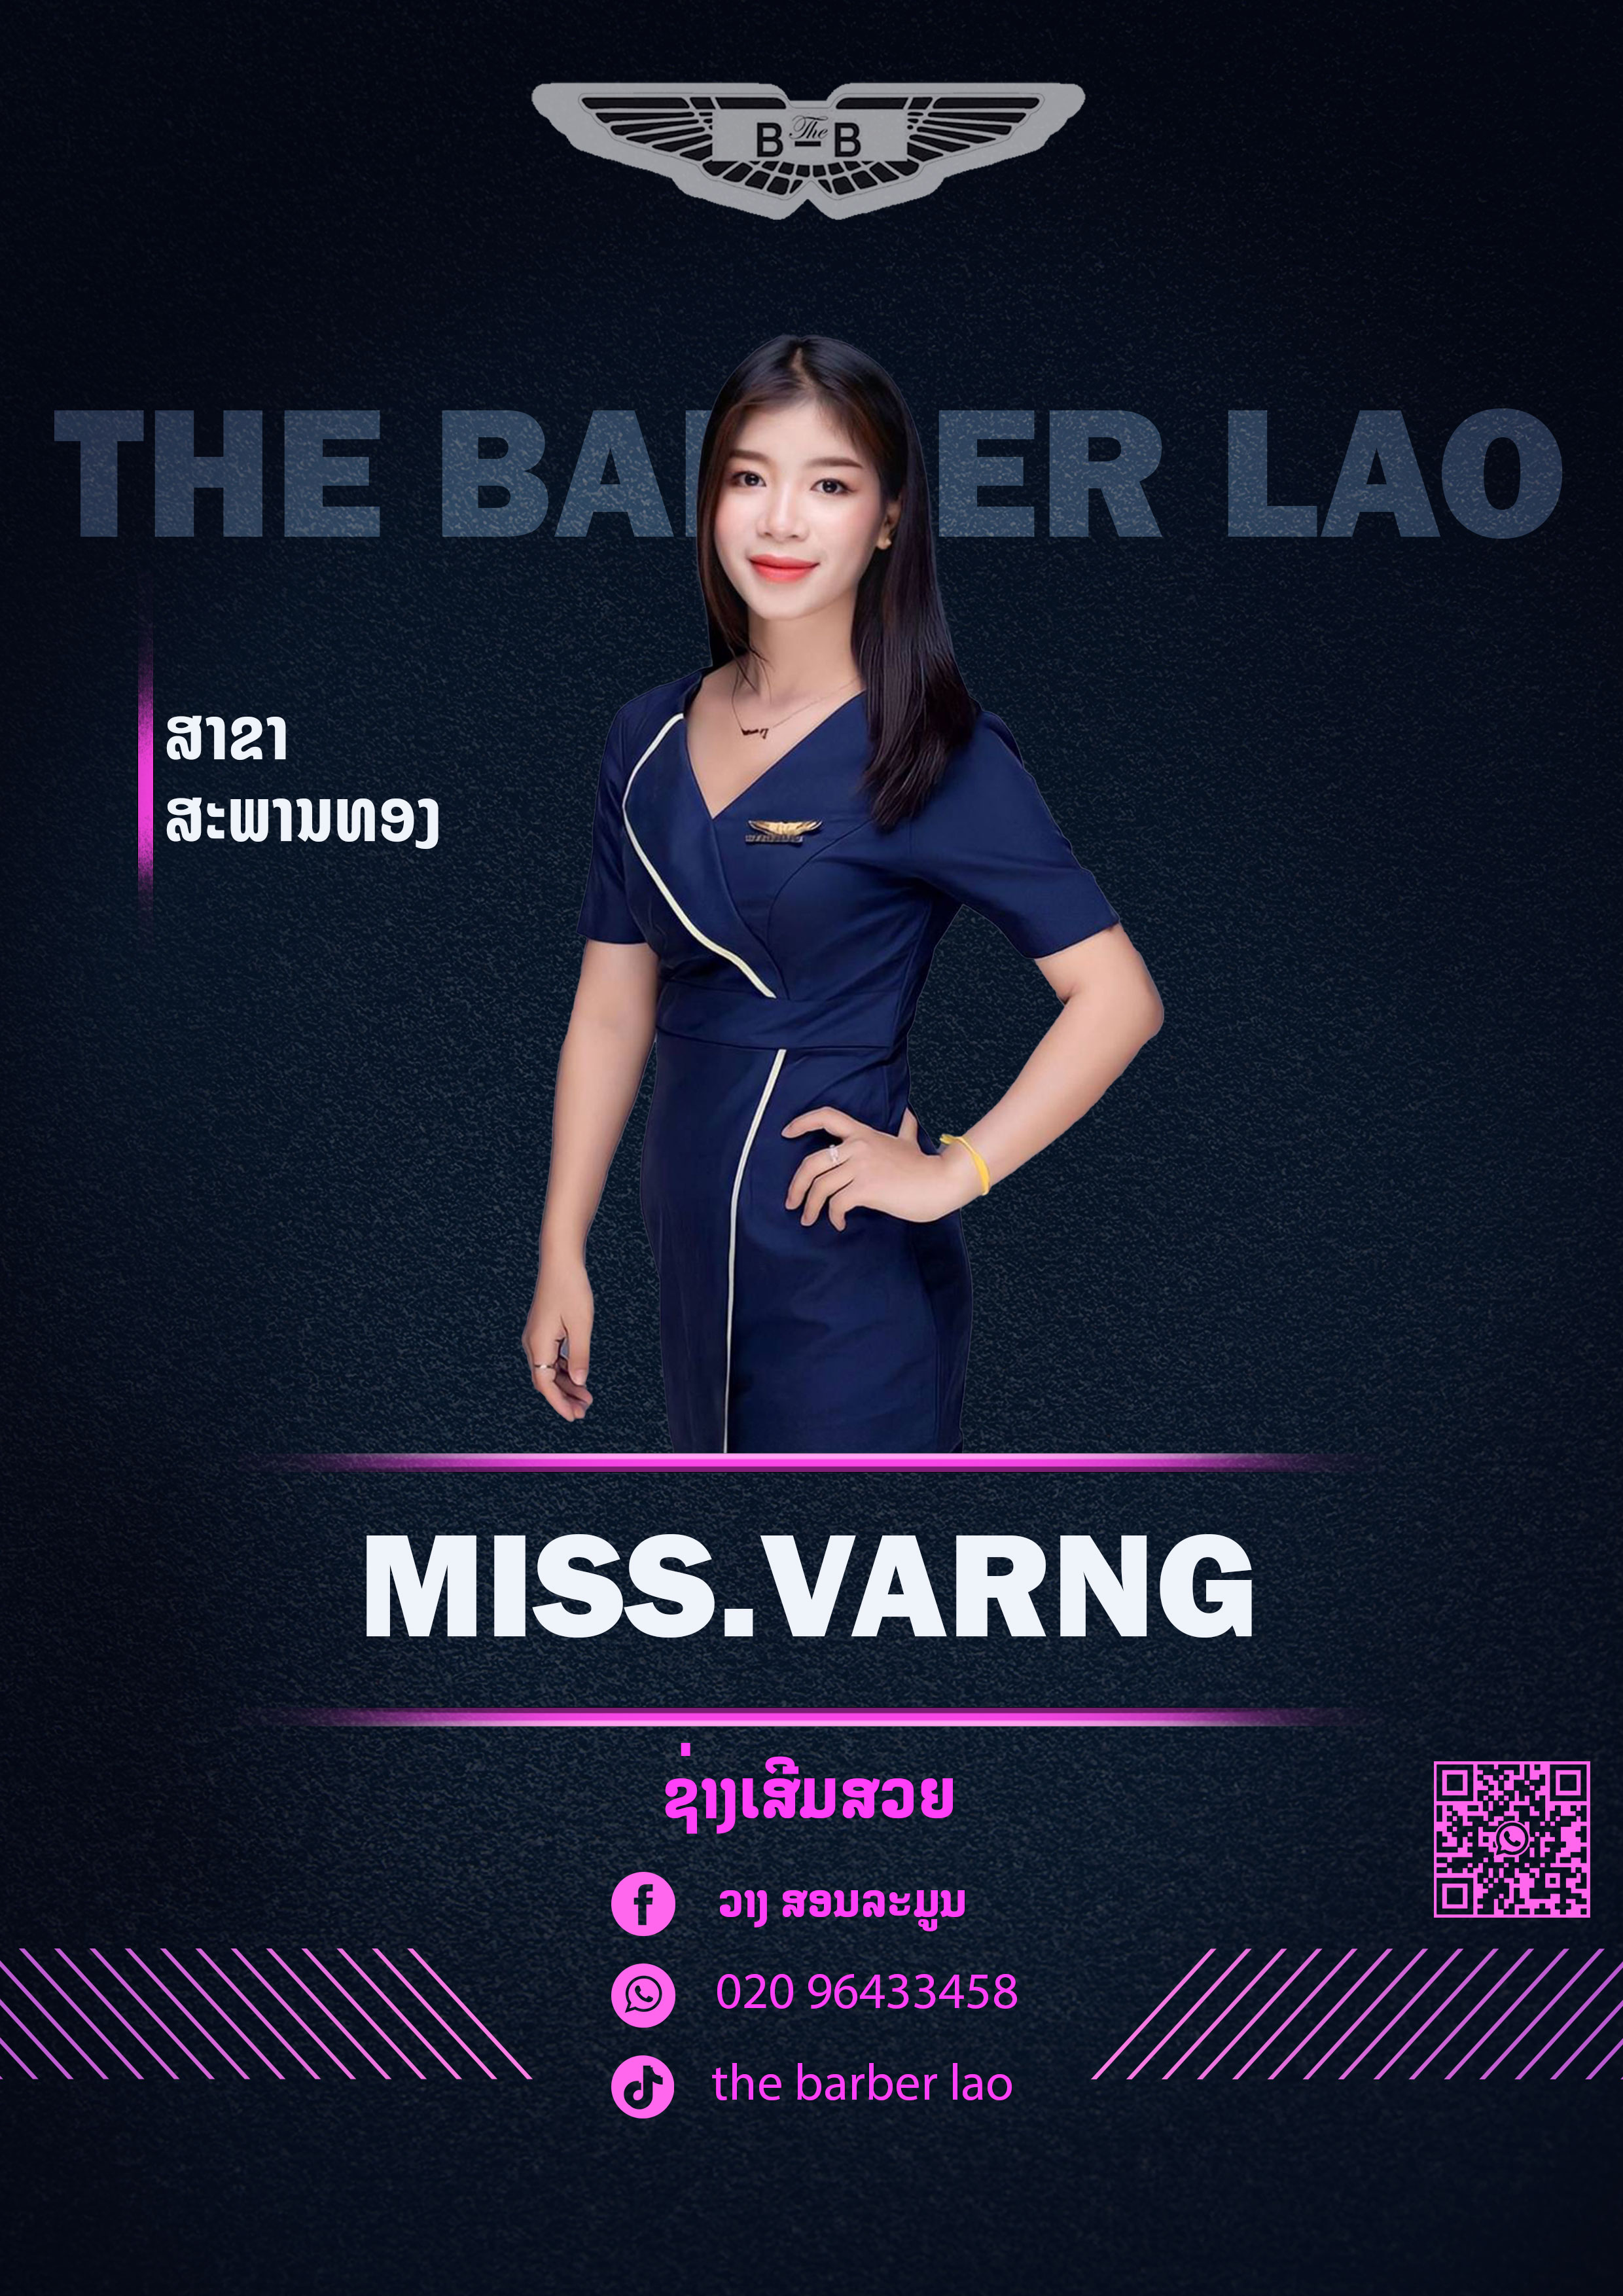 B The B
THE BARBER LAO
ສາຂາ
ສະພານທອງ
MISS.VARNG
ຊ່າງເສີມສວຍ
ວາງ ສອນລະມູນ
020 96433458
the barber lao